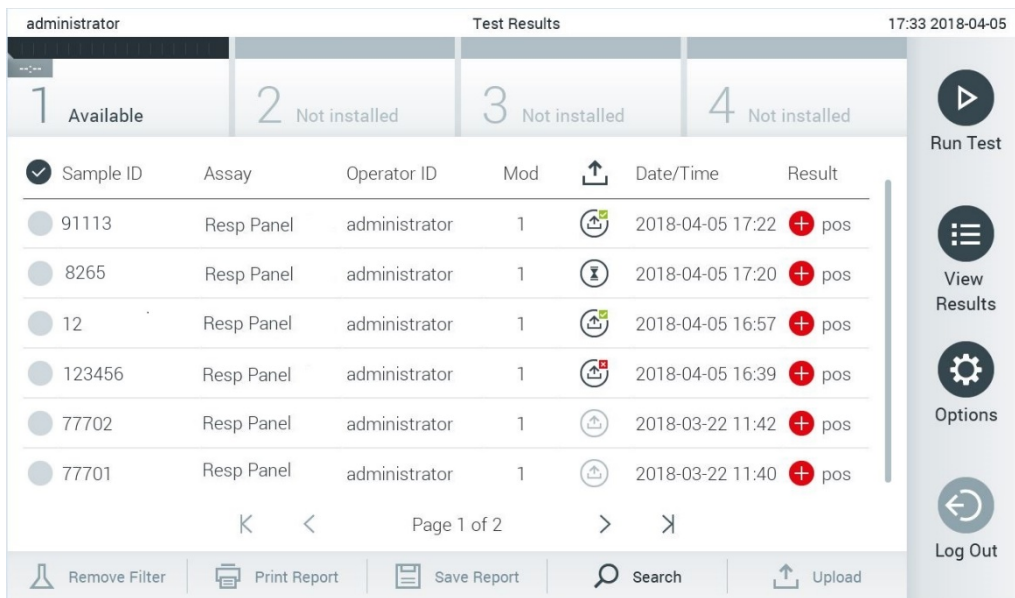 administrator Test Results 17:33 2018-04-05
--:--
1 Available 2 Not installed 3 Not installed 4 Not installed
Run Test
Sample ID Assay Operator ID Mod Date/Time Result
91113 Resp Panel administrator 1 2018-04-05 17:22 pos
8265 Resp Panel administrator 1 2018-04-05 17:20 pos
View
Results
12 Resp Panel administrator 1 2018-04-05 16:57 pos
123456 Resp Panel administrator 1 2018-04-05 16:39 pos
Options
77702 Resp Panel administrator 1 2018-03-22 11:42 pos
77701 Resp Panel administrator 1 2018-03-22 11:40 pos
Page 1 of 2
Log Out
Remove Filter Print Report Save Report Search Upload